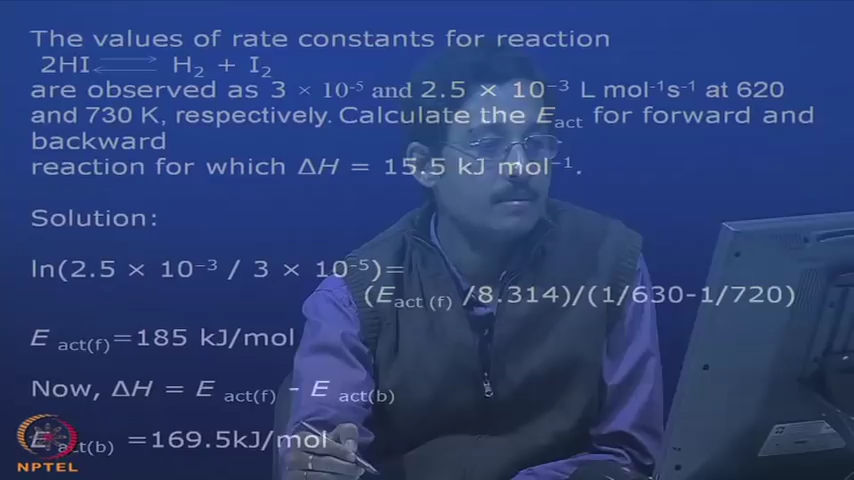 The values of rate constants for reaction
2HI ⇌ H₂ + I₂
are observed as 3 × 10⁻⁵ and 2.5 × 10⁻³ L mol⁻¹s⁻¹ at 620
and 730 K, respectively. Calculate the E act for forward and
backward
reaction for which ΔH = 15.5 kJ mol⁻¹.
Solution:
ln(2.5 × 10⁻³ / 3 × 10⁻⁵)=
(E act (f) /8.314)/(1/630-1/720)
E act(f)=185 kJ/mol
Now, ΔH = E act(f) - E act(b)
E act(b) =169.5kJ/mol
NPTEL